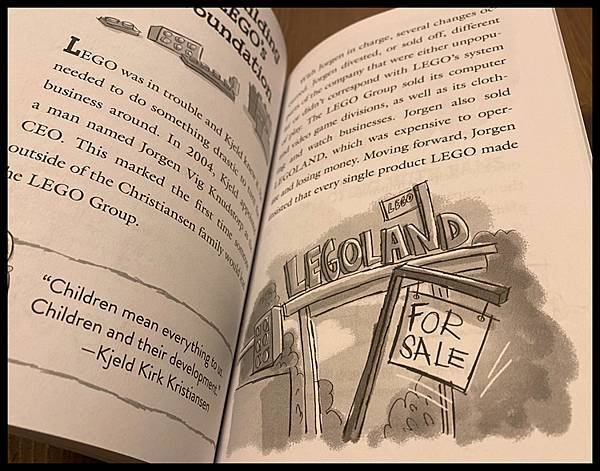 LEGO's
Foundation
LEGO was in trouble and Kjeld knew
needed to do something drastic to
business around. In 2004, Kjeld
a man named Jorgen Vig Knudstorp
CEO. This marked the first time
outside of the Christiansen family would
The LEGO Group.
"Children mean everything to us.
Children and their development."
—Kjeld Kirk Kristiansen
With Jorgen in charge, several changes
Jorgen divested, or sold off, different
of the company that were either
didn't correspond with LEGO's system
play. The LEGO Group sold its computer
and video game divisions, as well as its
and watch businesses. Jorgen also sold
LEGOLAND, which was expensive to
and losing money. Moving forward, Jorgen
that every single product LEGO made
LEGO
LEGOLAND
FOR
SALE